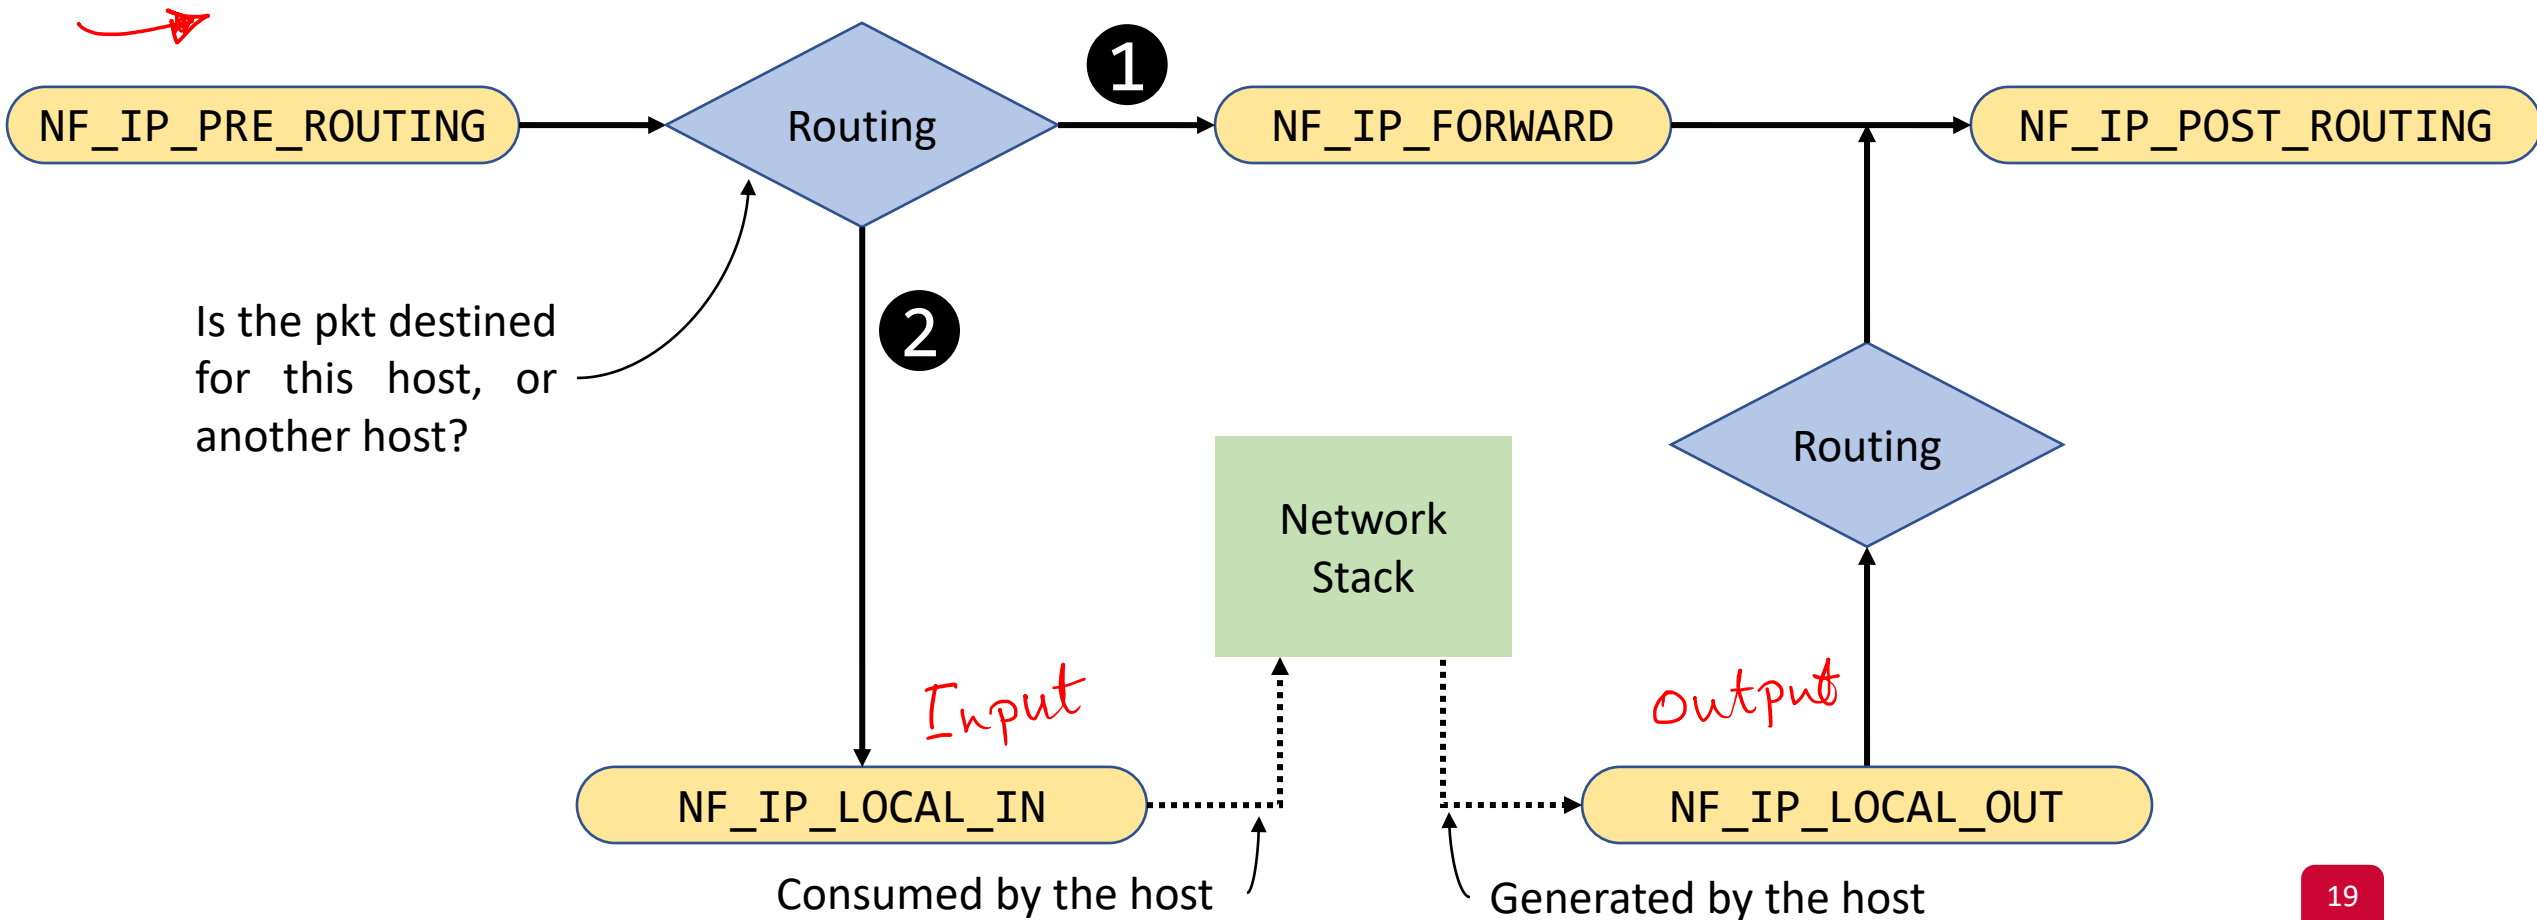 NF_IP_PRE_ROUTING
Routing
1
NF_IP_FORWARD
NF_IP_POST_ROUTING
2
Is the pkt destined
for this host, or
another host?
Routing
Network
Stack
Input
Output
NF_IP_LOCAL_IN
NF_IP_LOCAL_OUT
Consumed by the host
Generated by the host
19